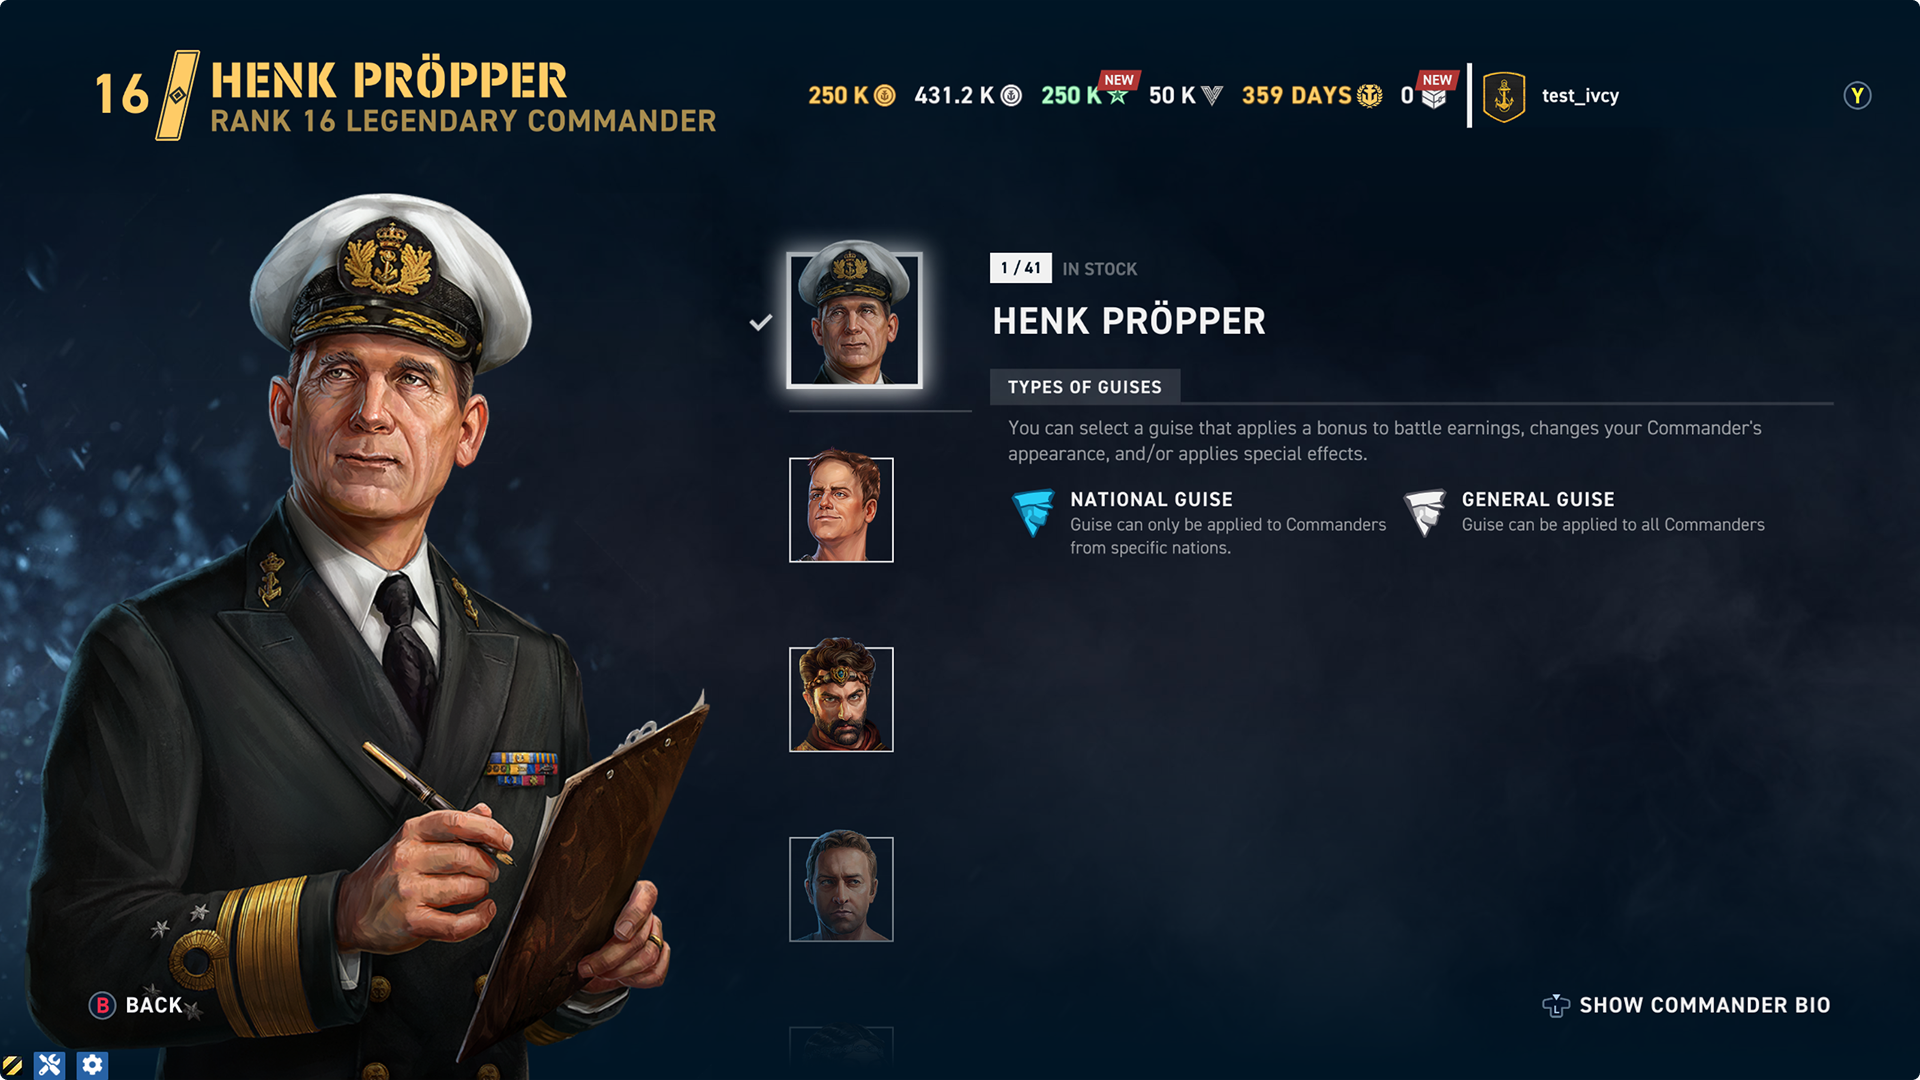 16
HENK PRÖPPER
RANK 16 LEGENDARY COMMANDER
250 K 431.2 K 250 K NEW 50 K 359 DAYS 0 NEW test_ivcy Y
1 / 41 IN STOCK
HENK PRÖPPER
TYPES OF GUISES
You can select a guise that applies a bonus to battle earnings, changes your Commander's
appearance, and/or applies special effects.
NATIONAL GUISE
Guise can only be applied to Commanders
from specific nations.
GENERAL GUISE
Guise can be applied to all Commanders
B BACK
L SHOW COMMANDER BIO